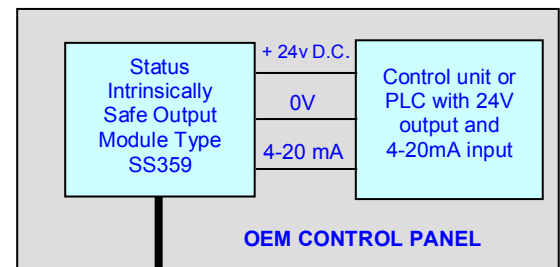 Status
Intrinsically
Safe Output
Module Type
SS359
+ 24v D.C.
0V
4-20 mA
Control unit or
PLC with 24V
output and
4-20mA input
OEM CONTROL PANEL